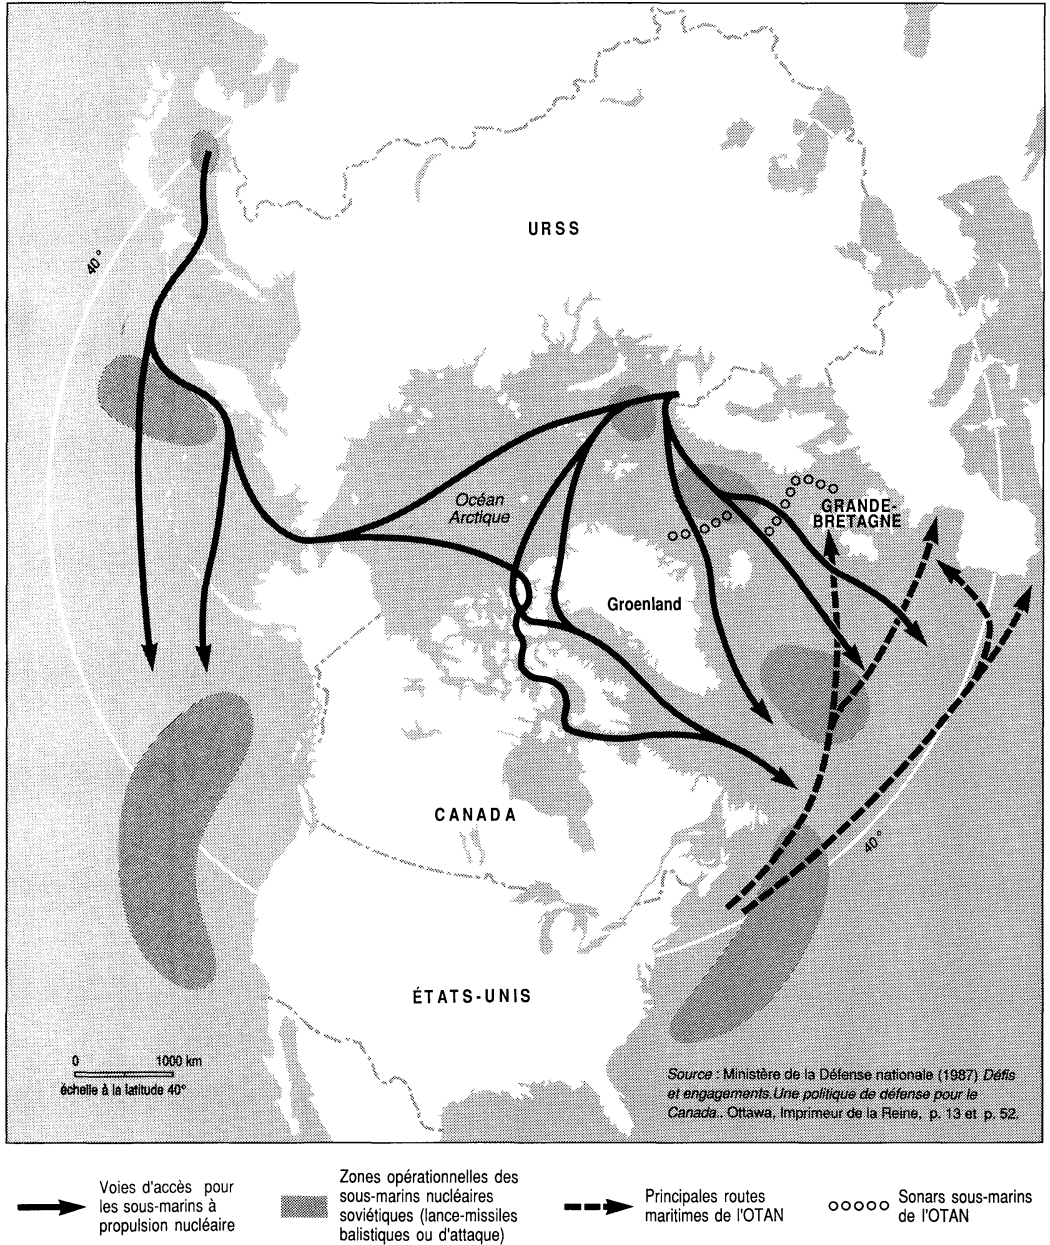 40°
URSS
Océan
Arctique
GRANDE-
BRETAGNE
Groenland
CANADA
40°
ÉTATS-UNIS
0 1000 km
échelle à la latitude 40°
Source : Ministère de la Défense nationale (1987) Défis
et engagements.Une politique de défense pour le
Canada,. Ottawa, Imprimeur de la Reine, p. 13 et p. 52.
Voies d'accès pour
les sous-marins à
propulsion nucléaire
Zones opérationnelles des
sous-marins nucléaires
soviétiques (lance-missiles
balistiques ou d'attaque)
Principales routes
maritimes de l'OTAN
Sonars sous-marins
de l'OTAN